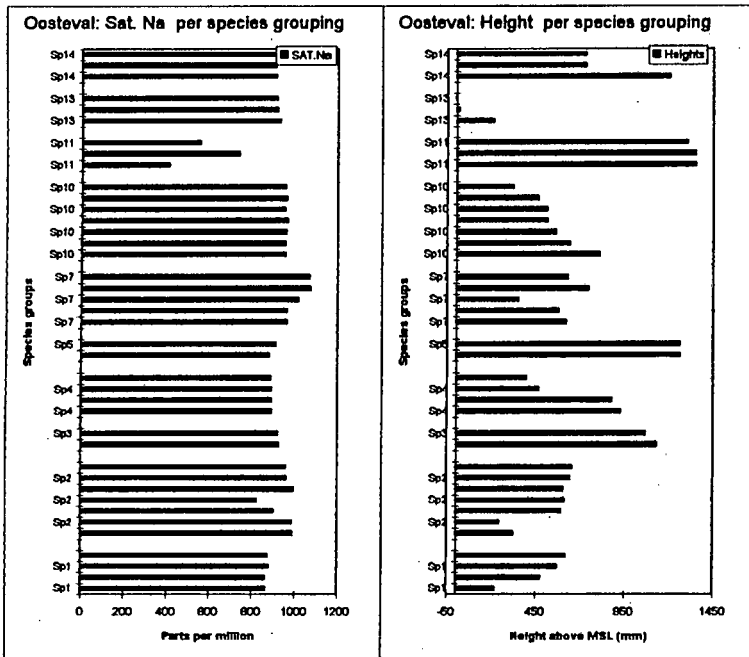 Oosteval: Sat. Na per species grouping
SAT.Na
Sp14
Sp14
Sp13
Sp13
Sp11
Sp11
Sp10
Sp10
Sp10
Sp10
Sp7
Sp7
Sp7
Sp5
Sp4
Sp4
Sp3
Sp2
Sp2
Sp2
Sp1
Sp1
Species groups
0 200 400 600 800 1000 1200
Parts per million
Oosteval: Height per species grouping
Heights
Sp14
Sp14
Sp13
Sp13
Sp11
Sp11
Sp10
Sp10
Sp10
Sp10
Sp7
Sp7
Sp7
Sp5
Sp4
Sp4
Sp3
Sp2
Sp2
Sp2
Sp1
Sp1
Species groups
-50 450 950 1450
Height above MSL (mm)